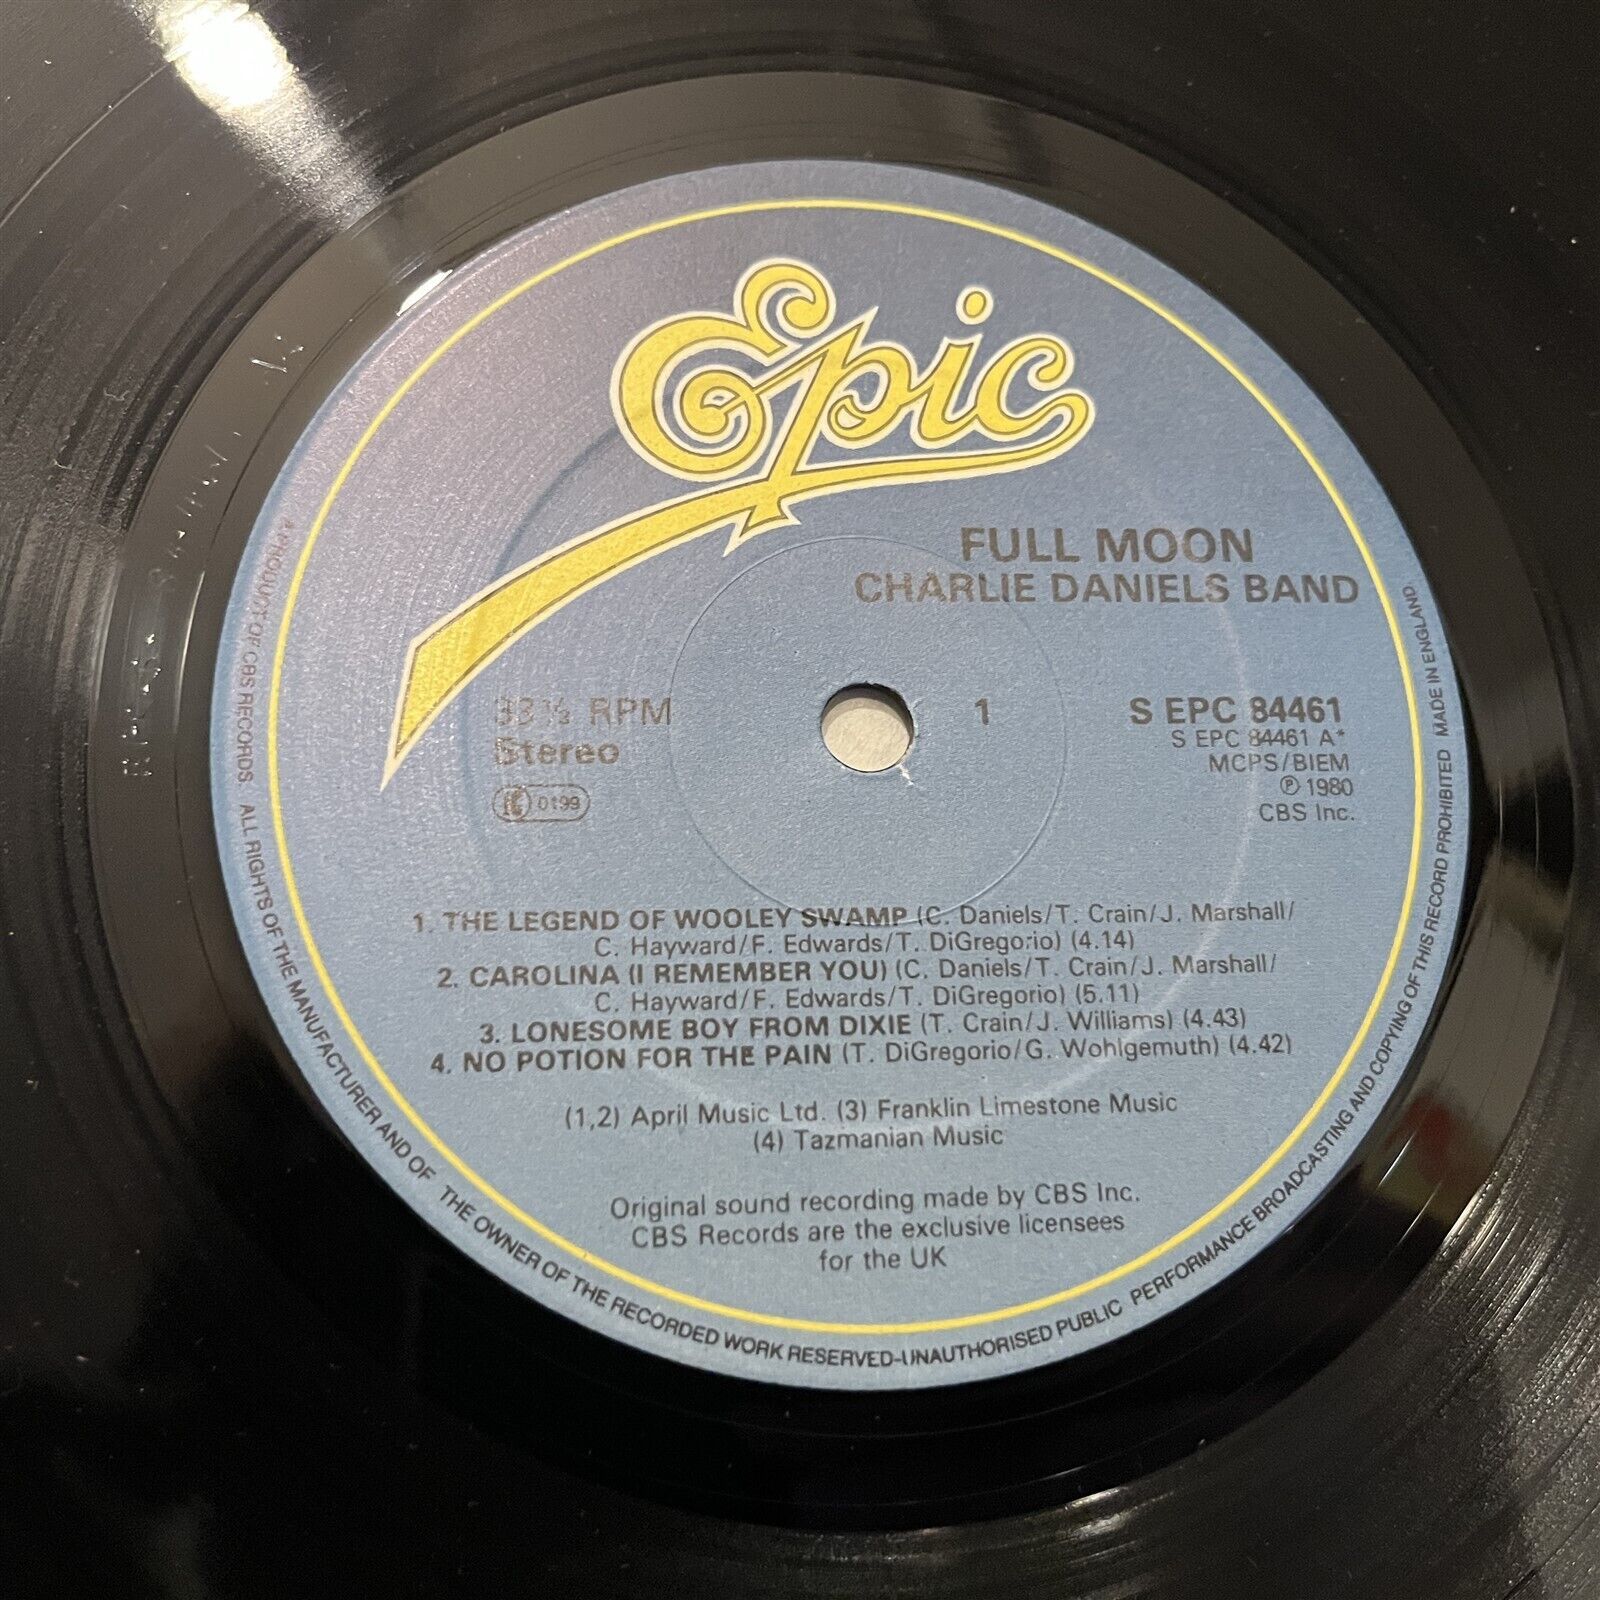 Epic
FULL MOON
CHARLIE DANIELS BAND
33⅓ RPM
Stereo
0199
1
S EPC 84461
S EPC 84461 A*
MCPS/BIEM
℗ 1980
CBS Inc.
1. THE LEGEND OF WOOLEY SWAMP (C. Daniels/T. Crain/J. Marshall/
C. Hayward/F. Edwards/T. DiGregorio) (4.14)
2. CAROLINA (I REMEMBER YOU) (C. Daniels/T. Crain/J. Marshall/
C. Hayward/F. Edwards/T. DiGregorio) (5.11)
3. LONESOME BOY FROM DIXIE (T. Crain/J. Williams) (4.43)
4. NO POTION FOR THE PAIN (T. DiGregorio/G. Wohlgemuth) (4.42)
(1,2) April Music Ltd. (3) Franklin Limestone Music
(4) Tazmanian Music
Original sound recording made by CBS Inc.
CBS Records are the exclusive licensees
for the UK
A PRODUCT OF CBS RECORDS. ALL RIGHTS OF THE MANUFACTURER AND OF THE OWNER OF THE RECORDED WORK RESERVED-UNAUTHORISED PUBLIC PERFORMANCE BROADCASTING AND COPYING OF THIS RECORD PROHIBITED MADE IN ENGLAND